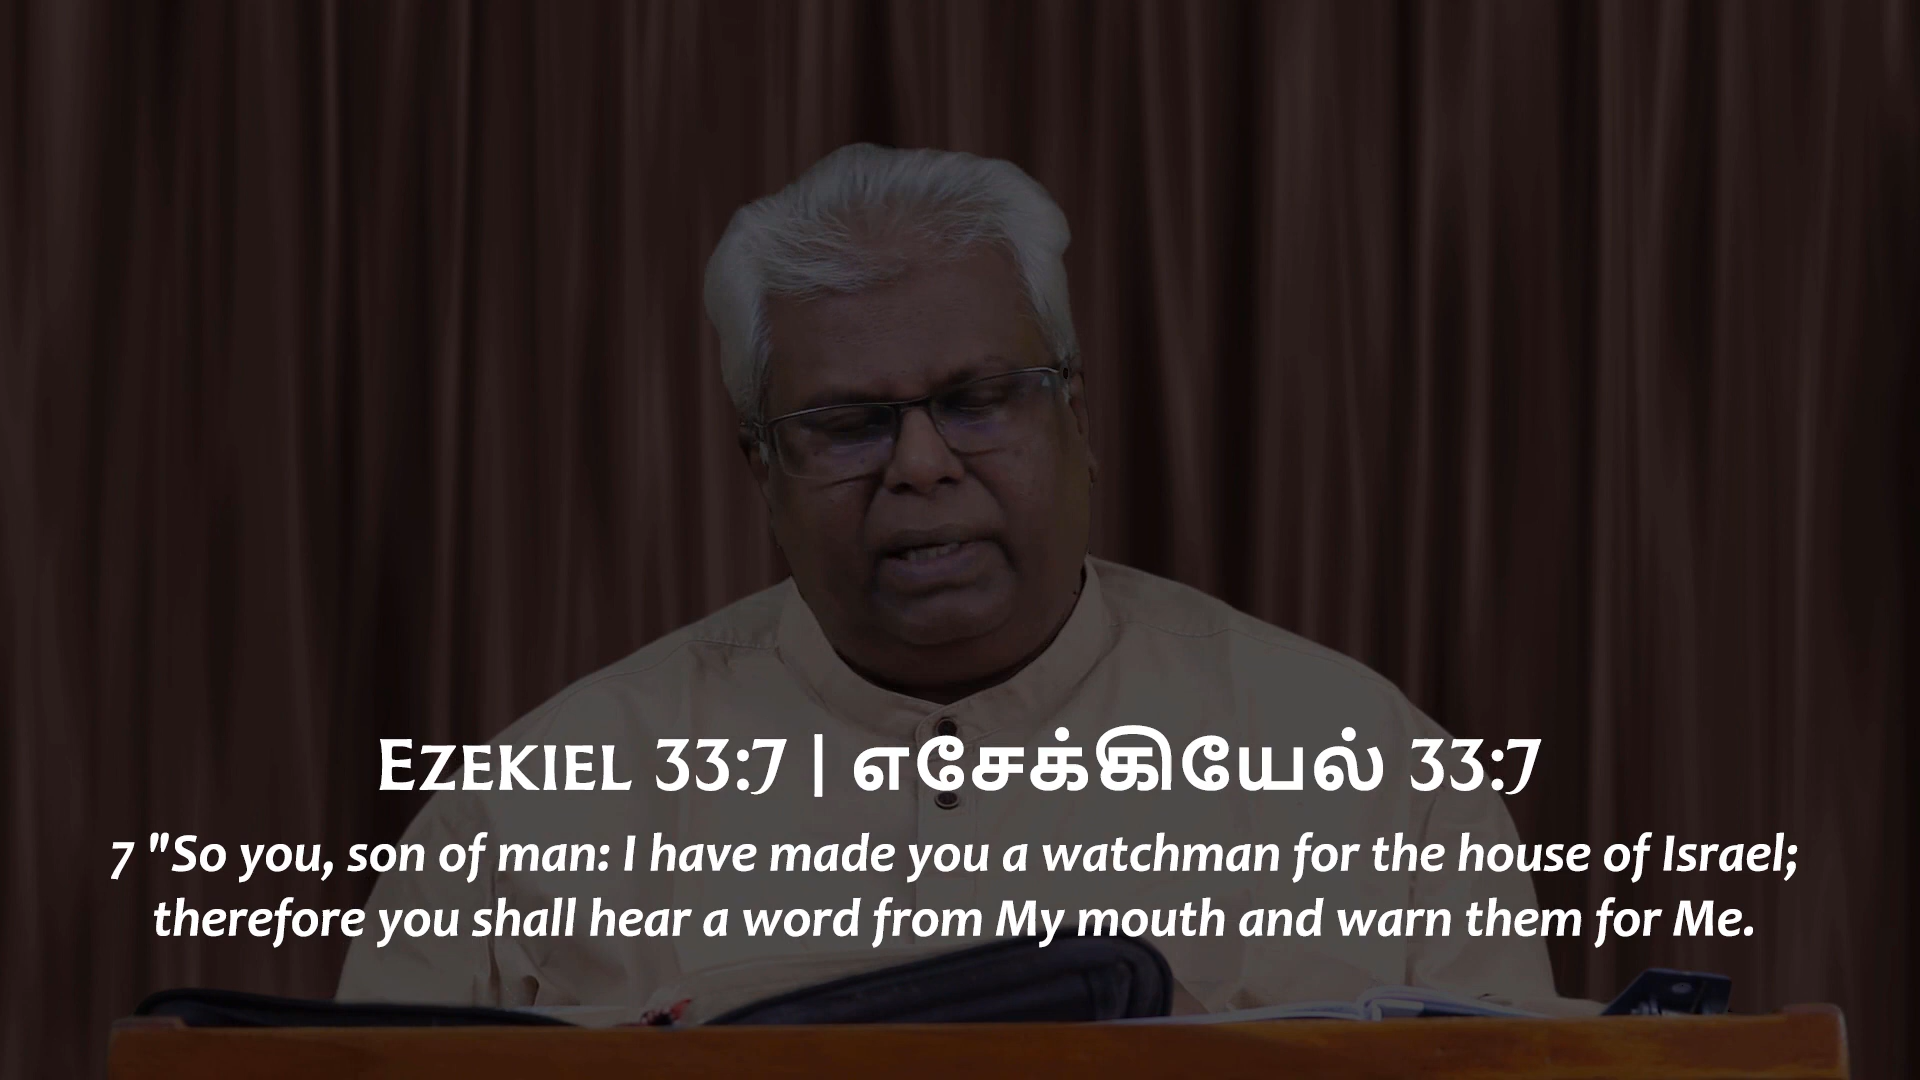 Ezekiel 33:7 | எசேக்கியேல் 33:7
7 "So you, son of man: I have made you a watchman for the house of Israel;
therefore you shall hear a word from My mouth and warn them for Me.